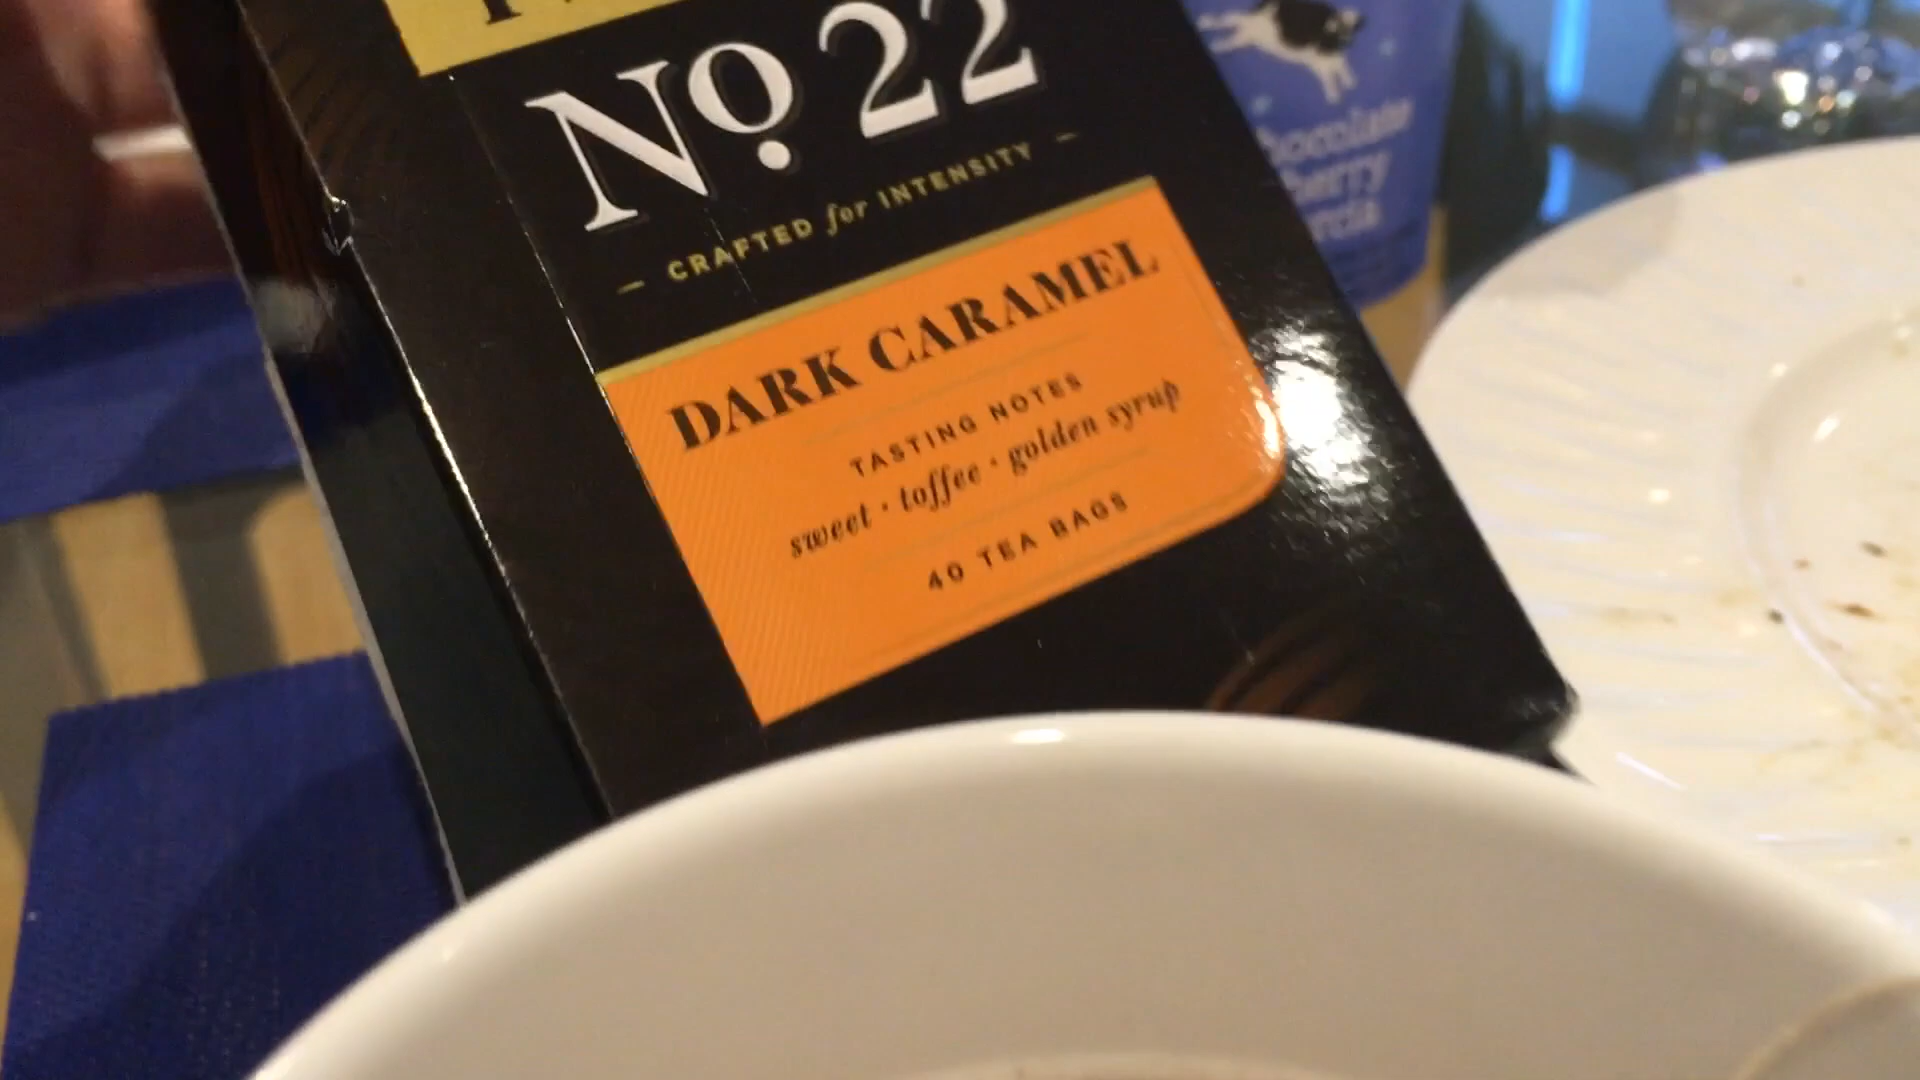 No 22
CRAFTED for INTENSITY
DARK CARAMEL
TASTING NOTES
sweet · toffee · golden syrup
40 TEA BAGS